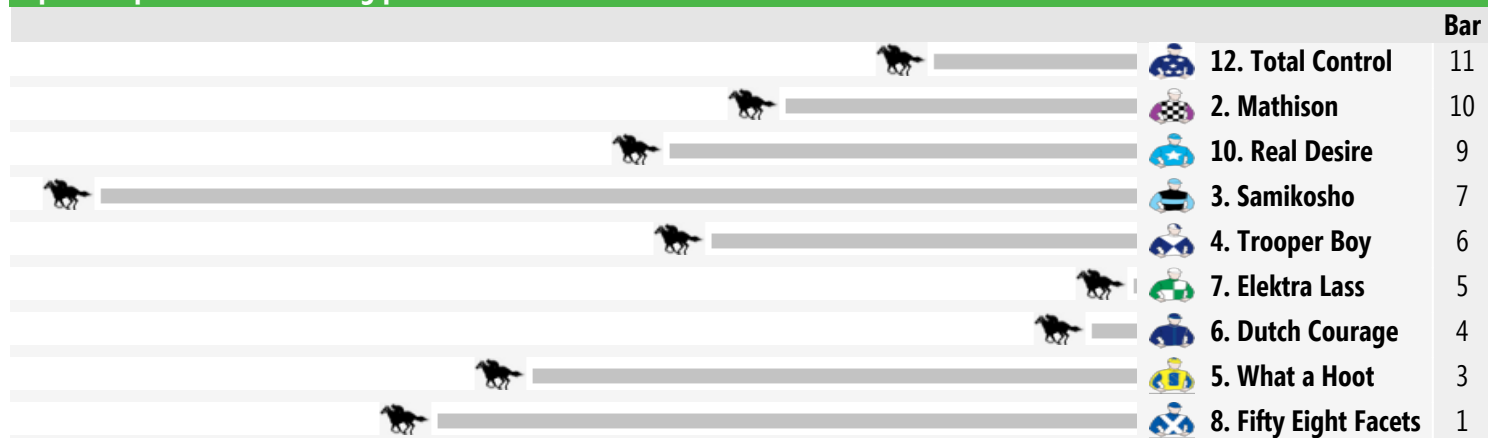 Bar
12. Total Control 11
2. Mathison 10
10. Real Desire 9
3. Samikosho 7
4. Trooper Boy 6
7. Elektra Lass 5
6. Dutch Courage 4
5. What a Hoot 3
8. Fifty Eight Facets 1